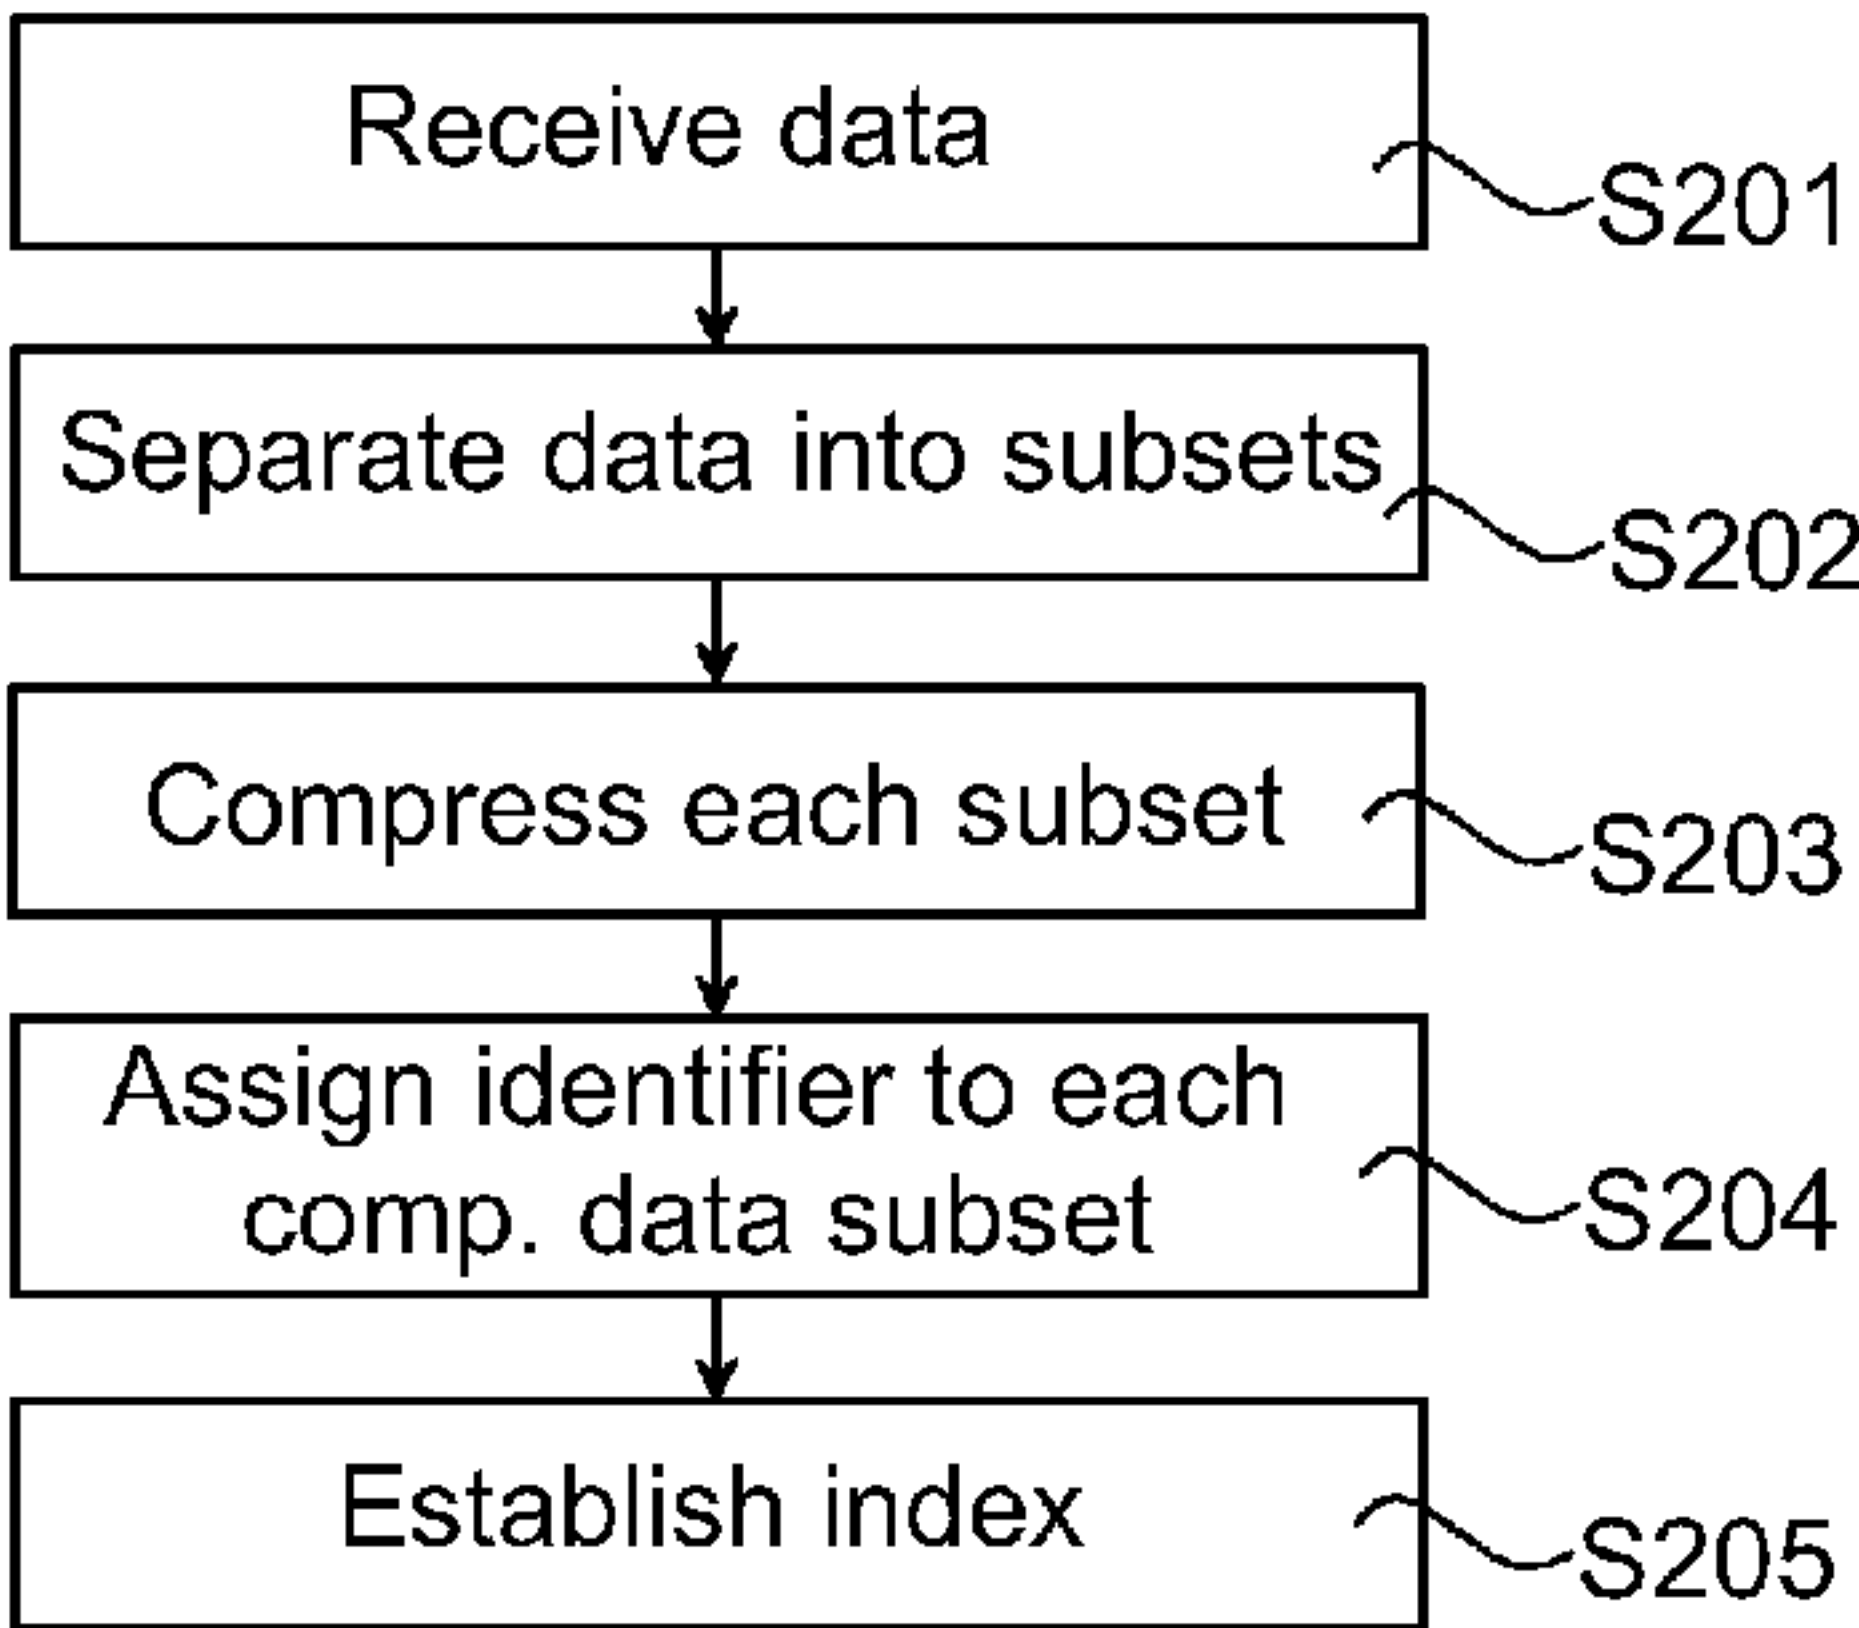 Receive data
S201
Separate data into subsets
S202
Compress each subset
S203
Assign identifier to each
comp. data subset
S204
Establish index
S205